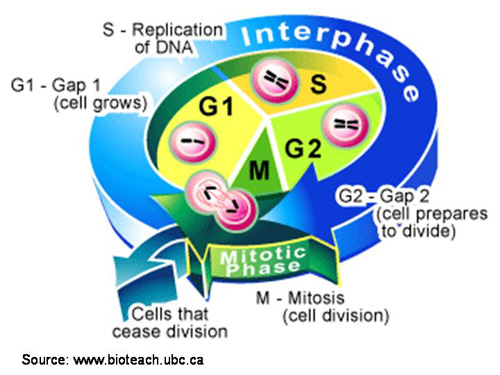 S - Replication
of DNA
Interphase
G1 - Gap 1
(cell grows)
G1
S
G2
M
G2 - Gap 2
(cell prepares
to divide)
Mitotic
Phase
M - Mitosis
(cell division)
Cells that
cease division
Source: www.bioteach.ubc.ca